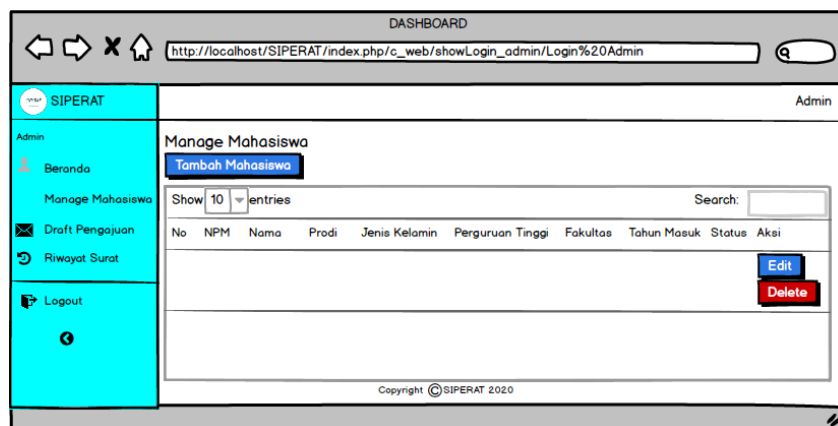 DASHBOARD
http://localhost/SIPERAT/index.php/c_web/showLogin_admin/Login%20Admin
SIPERAT
Admin
Admin
Beranda
Manage Mahasiswa
Draft Pengajuan
Riwayat Surat
Logout
Manage Mahasiswa
Tambah Mahasiswa
Show 10 entries
Search:
No NPM Nama Prodi Jenis Kelamin Perguruan Tinggi Fakultas Tahun Masuk Status Aksi
Edit
Delete
Copyright ©SIPERAT 2020